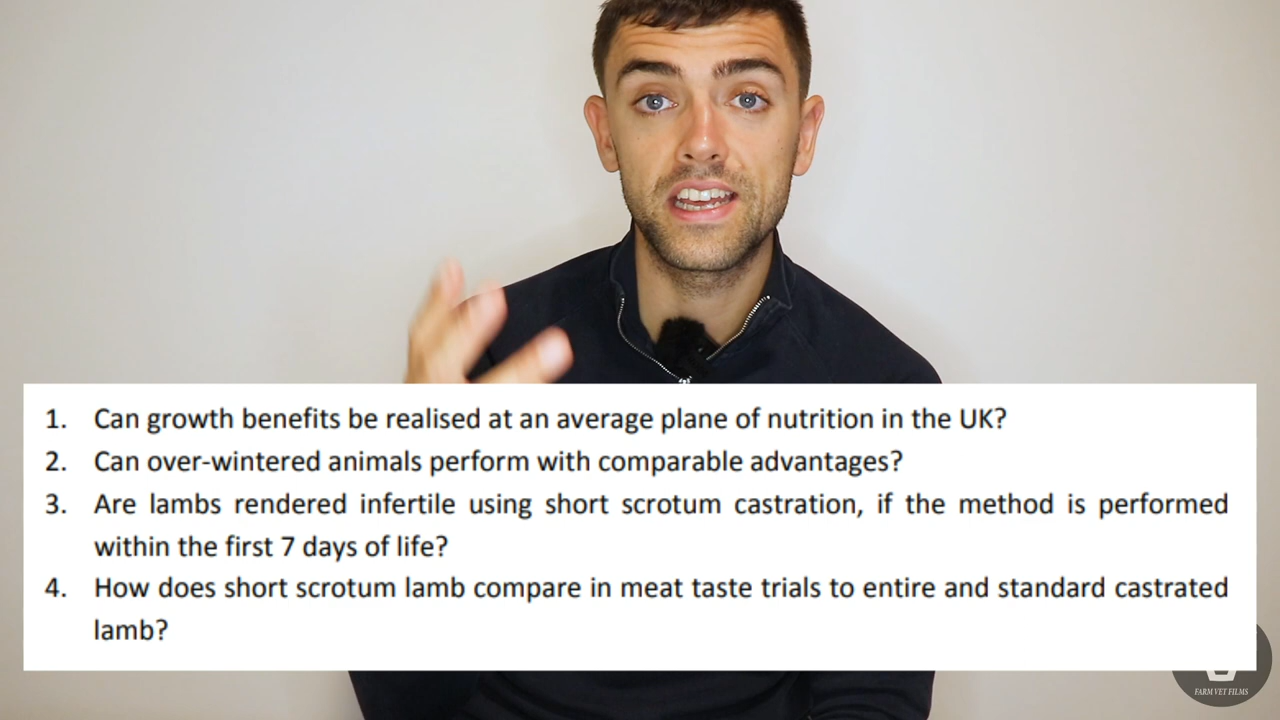 1. Can growth benefits be realised at an average plane of nutrition in the UK?
2. Can over-wintered animals perform with comparable advantages?
3. Are lambs rendered infertile using short scrotum castration, if the method is performed
within the first 7 days of life?
4. How does short scrotum lamb compare in meat taste trials to entire and standard castrated
lamb?
FARM VET FILMS